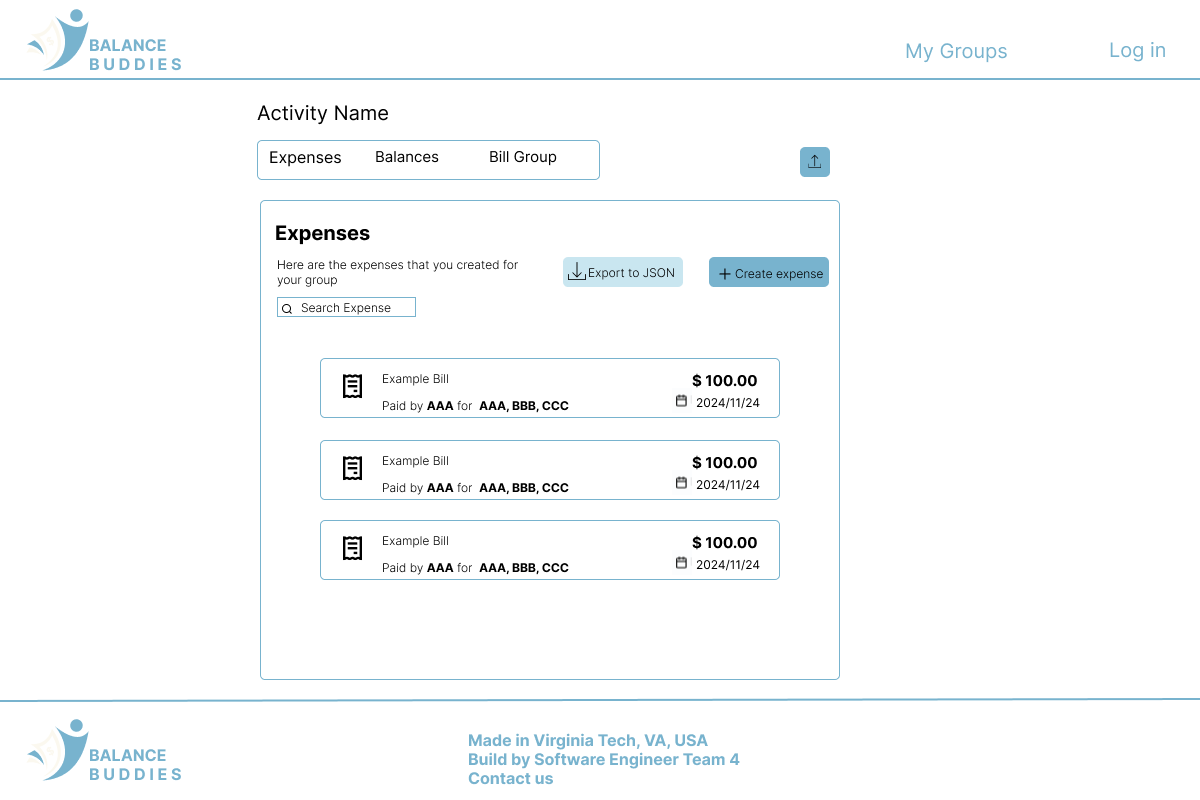 BALANCE
BUDDIES
My Groups
Log in
Activity Name
Expenses
Balances
Bill Group
Expenses
Here are the expenses that you created for
your group
Export to JSON
Create expense
Search Expense
Example Bill
$ 100.00
Paid by AAA for AAA, BBB, CCC
2024/11/24
Example Bill
$ 100.00
Paid by AAA for AAA, BBB, CCC
2024/11/24
Example Bill
$ 100.00
Paid by AAA for AAA, BBB, CCC
2024/11/24
BALANCE
BUDDIES
Made in Virginia Tech, VA, USA
Build by Software Engineer Team 4
Contact us